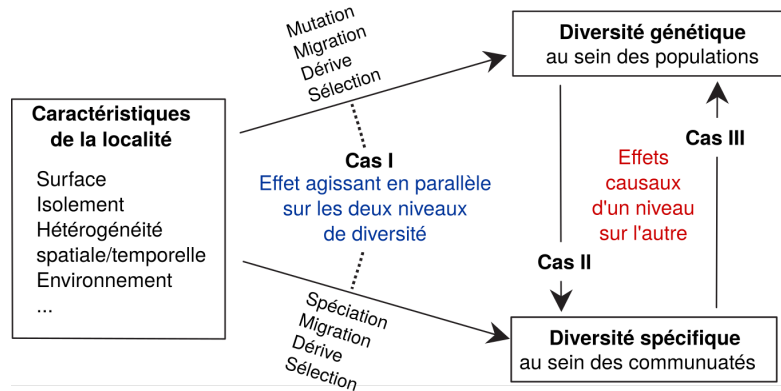 Mutation
Migration
Dérive
Sélection
Diversité génétique
au sein des populations
Caractéristiques
de la localité
Surface
Isolement
Hétérogénéité
spatiale/temporelle
Environnement
...
Cas I
Effet agissant en parallèle
sur les deux niveaux
de diversité
Cas III
Effets
causaux
d'un niveau
sur l'autre
Cas II
Spéciation
Migration
Dérive
Sélection
Diversité spécifique
au sein des communuatés